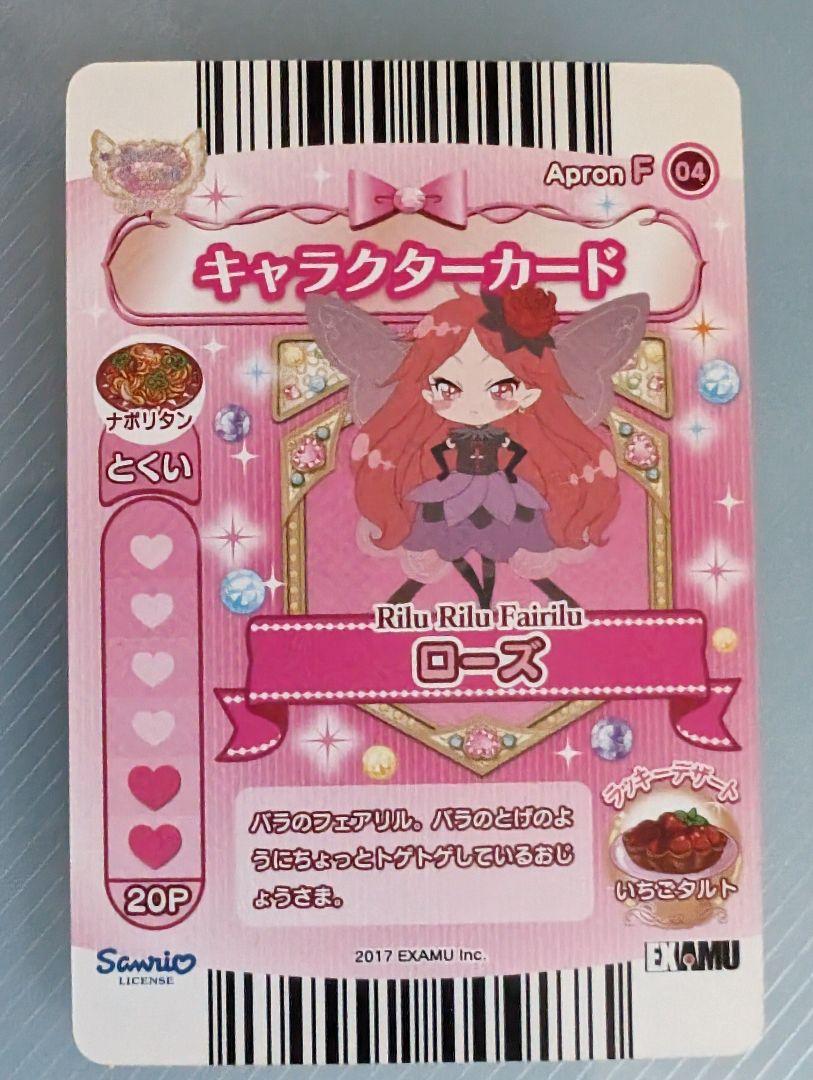 Apron F 04
キャラクターカード
ナポリタン
とくい
Rilu Rilu Fairilu
ローズ
バラのフェアリル。バラのとげのよ
うにちょっとトゲトゲしているおじ
ょうさま。
ラッキーデザート
いちごタルト
20P
Sanrio
LICENSE
2017 EXAMU Inc.
EXAMU